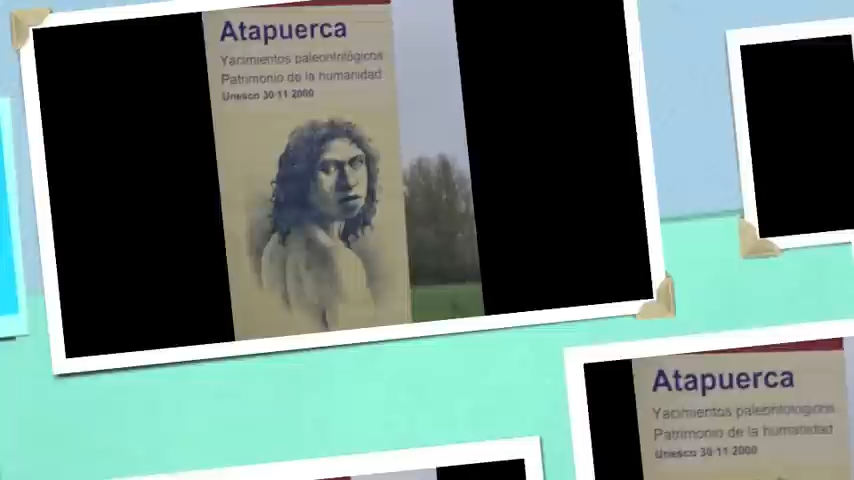 Atapuerca
Yacimientos paleontológicos
Patrimonio de la humanidad
Unesco 30 11 2000
Atapuerca
Yacimientos paleontológicos
Patrimonio de la humanidad
Unesco 30 11 2000